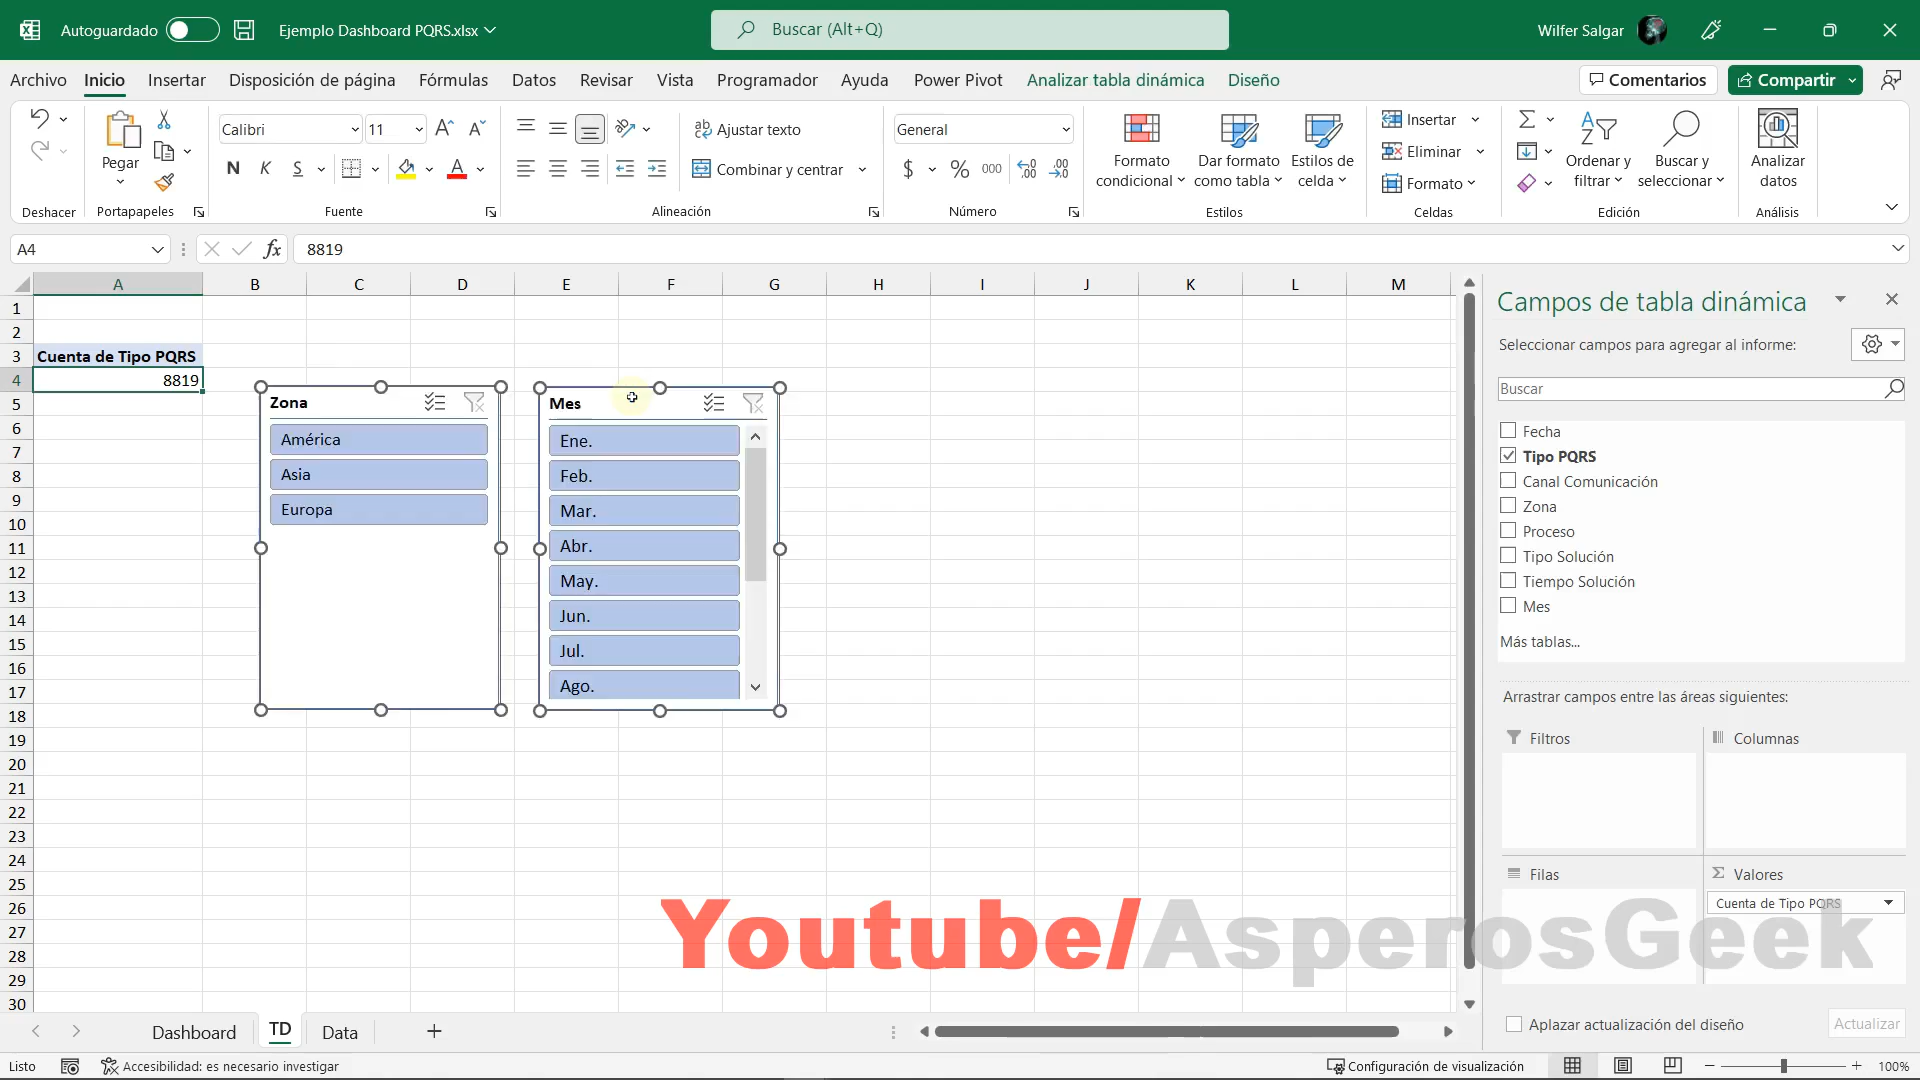 Autoguardado
Ejemplo Dashboard PQRS.xlsx
Buscar (Alt+Q)
Wilfer Salgar
Archivo Inicio Insertar Disposición de página Fórmulas Datos Revisar Vista Programador Ayuda Power Pivot Analizar tabla dinámica Diseño
Comentarios
Compartir
Deshacer
Pegar
Portapapeles
Calibri
11
N K S
A
Fuente
Ajustar texto
Combinar y centrar
Alineación
General
$ % 000
Número
Formato condicional
Dar formato como tabla
Estilos de celda
Estilos
Insertar
Eliminar
Formato
Celdas
Ordenar y filtrar
Buscar y seleccionar
Edición
Analizar datos
Análisis
A4
fx
8819
A B C D E F G H I J K L M
1
2
3 Cuenta de Tipo PQRS
4 8819
5
6
7
8
9
10
11
12
13
14
15
16
17
18
19
20
21
22
23
24
25
26
27
28
29
30
Zona
América
Asia
Europa
Mes
Ene.
Feb.
Mar.
Abr.
May.
Jun.
Jul.
Ago.
Campos de tabla dinámica
Seleccionar campos para agregar al informe:
Buscar
Fecha
Tipo PQRS
Canal Comunicación
Zona
Proceso
Tipo Solución
Tiempo Solución
Mes
Más tablas...
Arrastrar campos entre las áreas siguientes:
Filtros
Columnas
Filas
Valores
Cuenta de Tipo PQRS
Youtube/AsperosGeek
Aplazar actualización del diseño
Actualizar
Dashboard TD Data
Listo
Accesibilidad: es necesario investigar
Configuración de visualización
100%